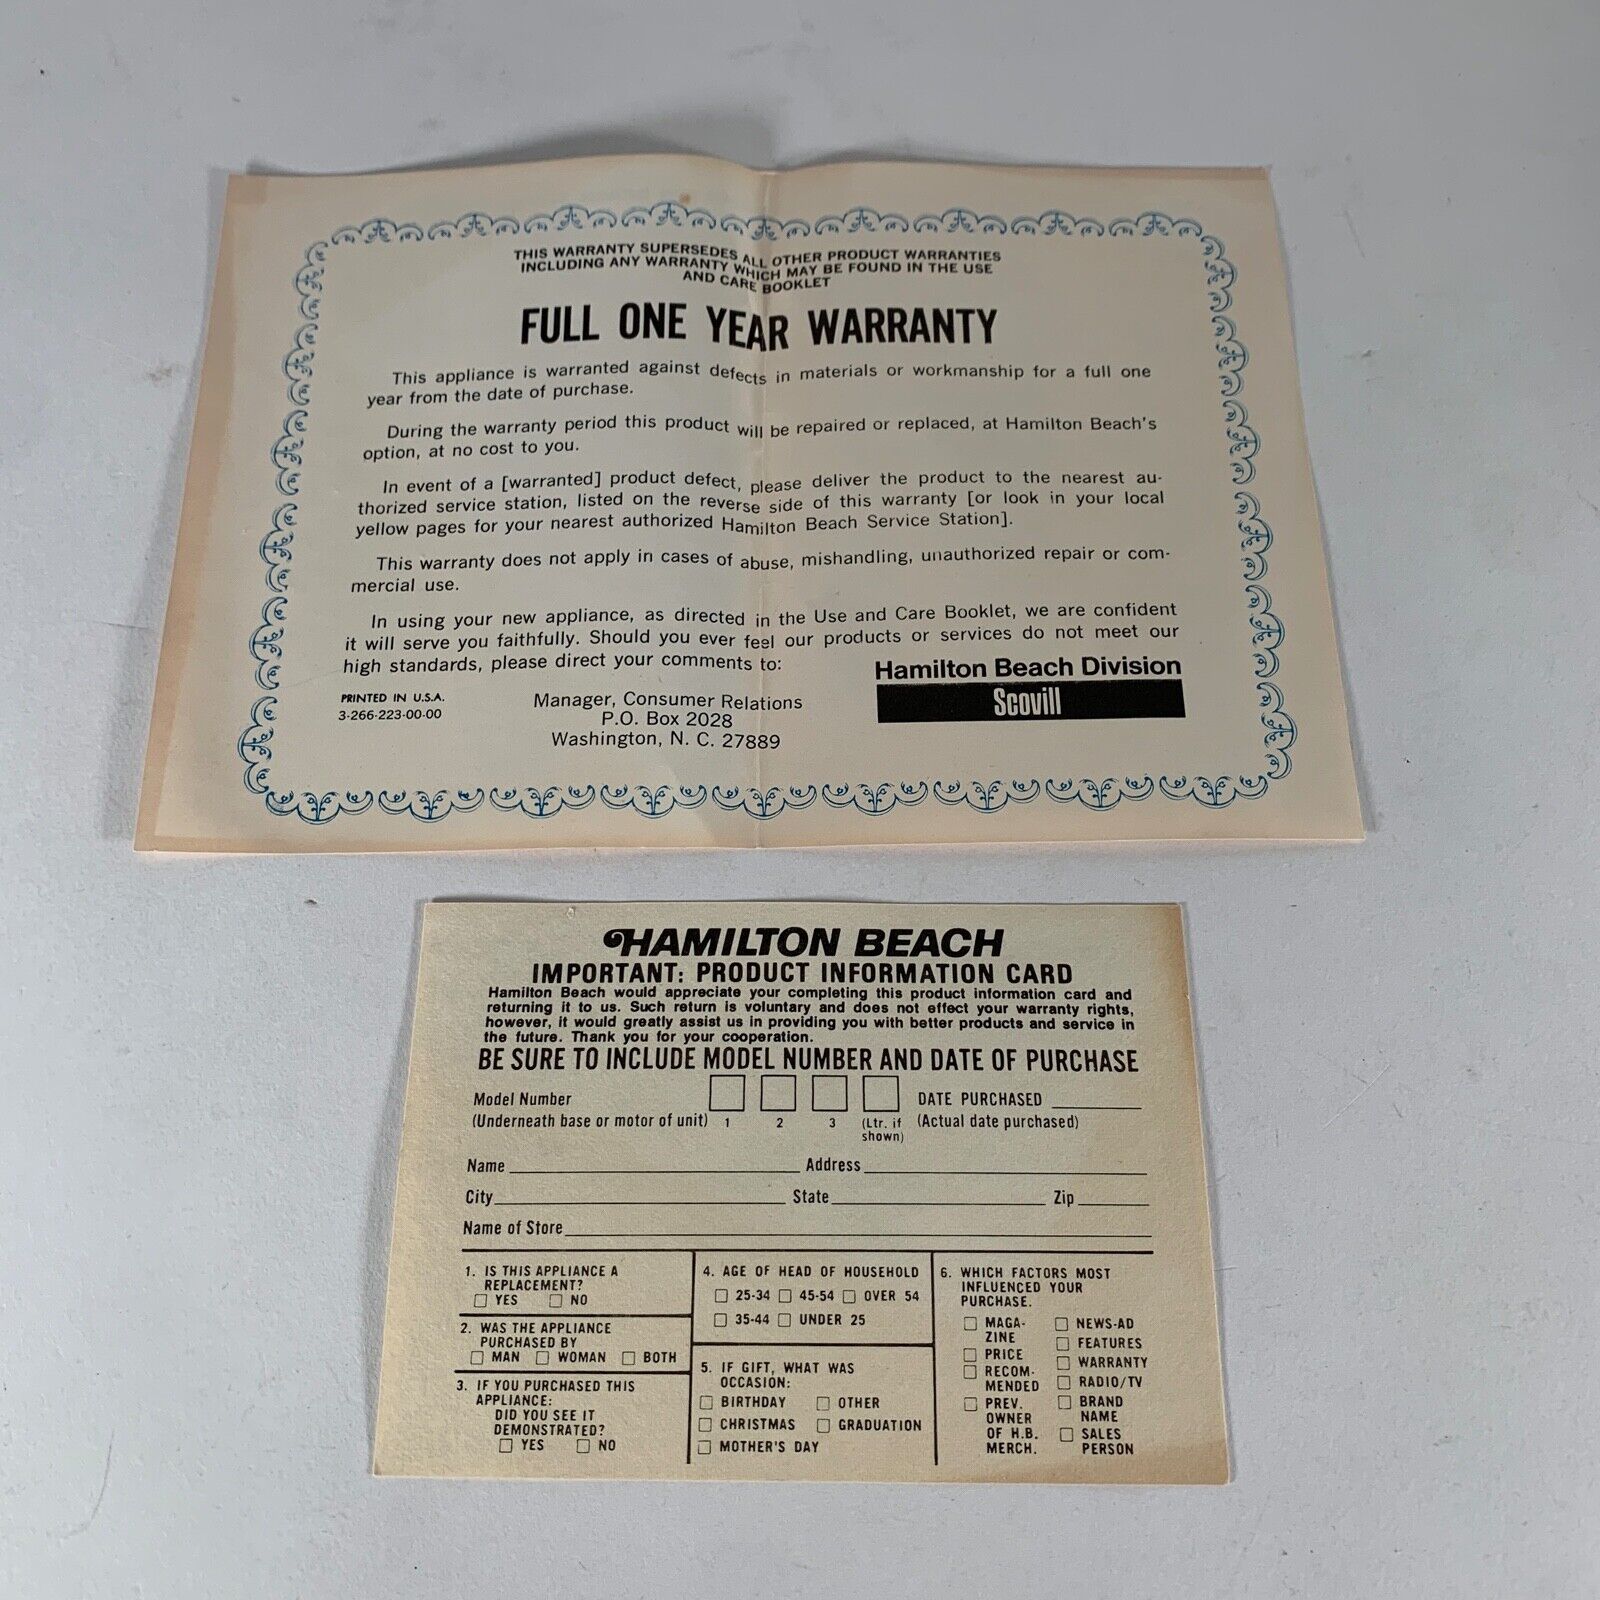 THIS WARRANTY SUPERSEDES ALL OTHER PRODUCT WARRANTIES
INCLUDING ANY WARRANTY WHICH MAY BE FOUND IN THE USE
AND CARE BOOKLET
FULL ONE YEAR WARRANTY
This appliance is warranted against defects in materials or workmanship for a full one
year from the date of purchase.
During the warranty period this product will be repaired or replaced, at Hamilton Beach's
option, at no cost to you.
In event of a [warranted] product defect, please deliver the product to the nearest au-
thorized service station, listed on the reverse side of this warranty [or look in your local
yellow pages for your nearest authorized Hamilton Beach Service Station].
This warranty does not apply in cases of abuse, mishandling, unauthorized repair or com-
mercial use.
In using your new appliance, as directed in the Use and Care Booklet, we are confident
it will serve you faithfully. Should you ever feel our products or services do not meet our
high standards, please direct your comments to:
Hamilton Beach Division
Scovill
PRINTED IN U.S.A.
3-266-223-00-00
Manager, Consumer Relations
P.O. Box 2028
Washington, N. C. 27889
HAMILTON BEACH
IMPORTANT: PRODUCT INFORMATION CARD
Hamilton Beach would appreciate your completing this product information card and
returning it to us. Such return is voluntary and does not effect your warranty rights,
however, it would greatly assist us in providing you with better products and service in
the future. Thank you for your cooperation.
BE SURE TO INCLUDE MODEL NUMBER AND DATE OF PURCHASE
Model Number DATE PURCHASED
(Underneath base or motor of unit) 1 2 3 (Ltr. if (Actual date purchased)
shown)
Name Address
City State Zip
Name of Store
1. IS THIS APPLIANCE A
REPLACEMENT?
YES NO
2. WAS THE APPLIANCE
PURCHASED BY
MAN WOMAN BOTH
3. IF YOU PURCHASED THIS
APPLIANCE:
DID YOU SEE IT
DEMONSTRATED?
YES NO
4. AGE OF HEAD OF HOUSEHOLD
25-34 45-54 OVER 54
35-44 UNDER 25
5. IF GIFT, WHAT WAS
OCCASION:
BIRTHDAY OTHER
CHRISTMAS GRADUATION
MOTHER'S DAY
6. WHICH FACTORS MOST
INFLUENCED YOUR
PURCHASE.
MAGA-
ZINE
PRICE
RECOM-
MENDED
PREV.
OWNER
OF H.B.
MERCH.
NEWS-AD
FEATURES
WARRANTY
RADIO/TV
BRAND
NAME
SALES
PERSON